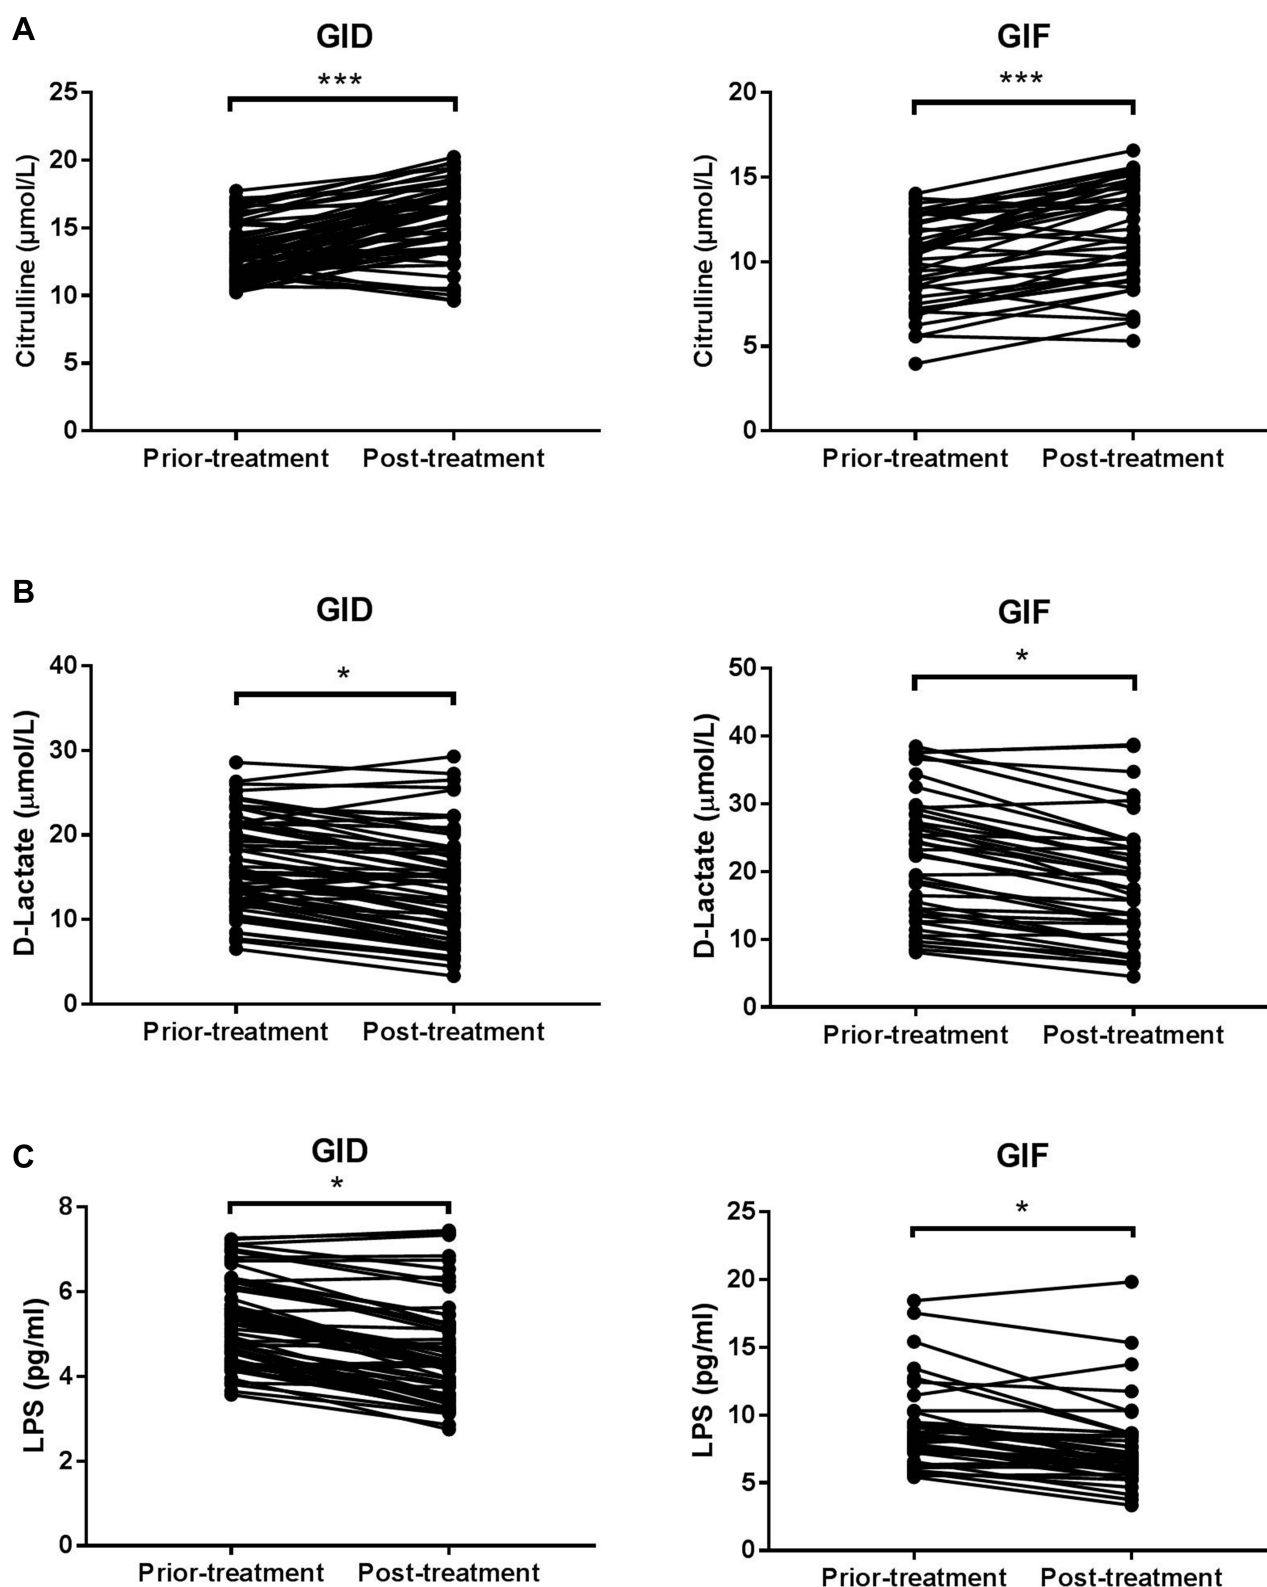 A
GID
GIF
***
***
25
20
15
10
5
0
Citrulline (μmol/L)
Prior-treatment
Post-treatment
20
15
10
5
0
Citrulline (μmol/L)
Prior-treatment
Post-treatment
B
GID
GIF
*
*
40
30
20
10
0
D-Lactate (μmol/L)
Prior-treatment
Post-treatment
50
40
30
20
10
0
D-Lactate (μmol/L)
Prior-treatment
Post-treatment
C
GID
GIF
*
*
8
6
4
2
0
LPS (pg/ml)
Prior-treatment
Post-treatment
25
20
15
10
5
0
LPS (pg/ml)
Prior-treatment
Post-treatment